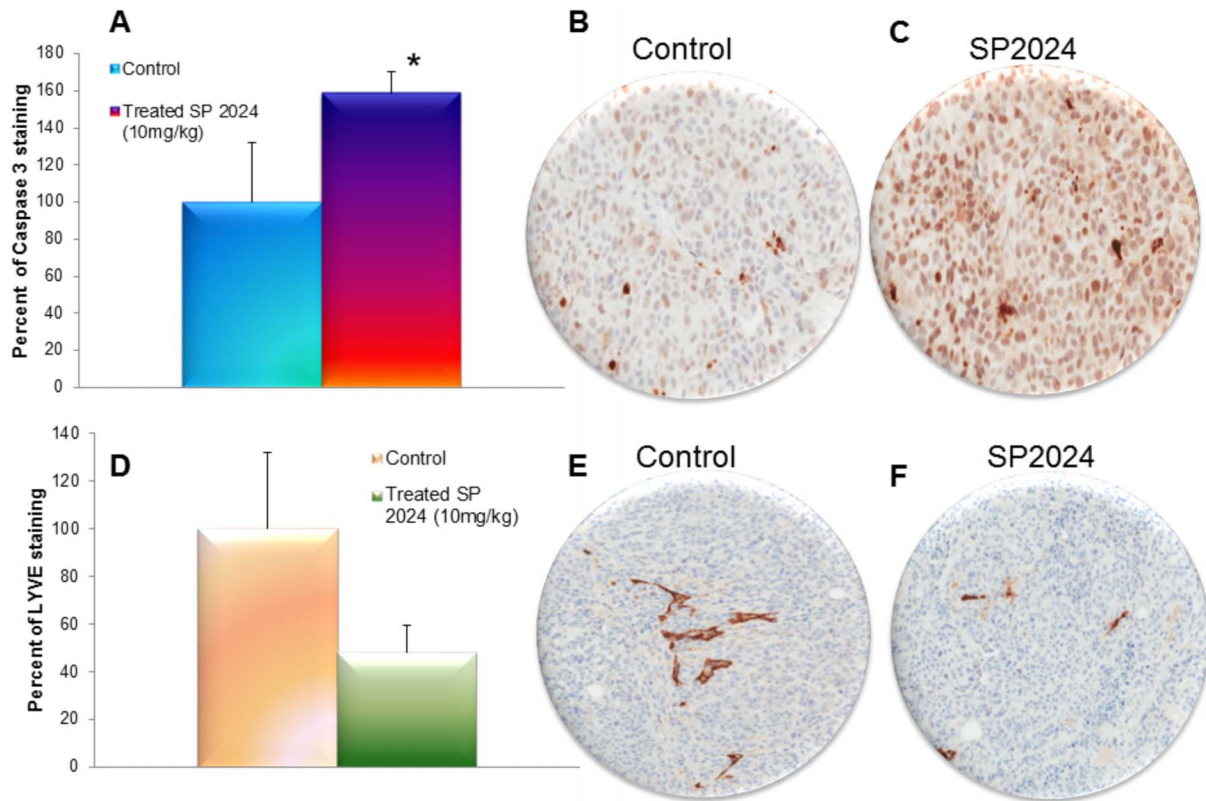 A
Percent of Caspase 3 staining
180
160
140
120
100
80
60
40
20
0
Control
Treated SP 2024
(10mg/kg)
*
B
Control
C
SP2024
D
Percent of LYVE staining
140
120
100
80
60
40
20
0
Control
Treated SP
2024 (10mg/kg)
E
Control
F
SP2024